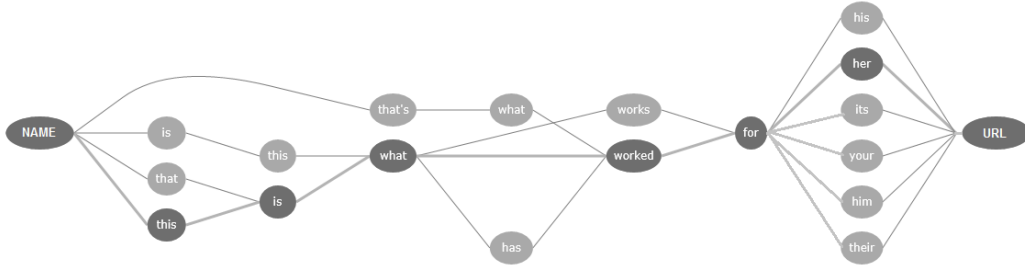 his
her
that's what works
NAME is its for URL
this what worked your
that
is him
this
has their